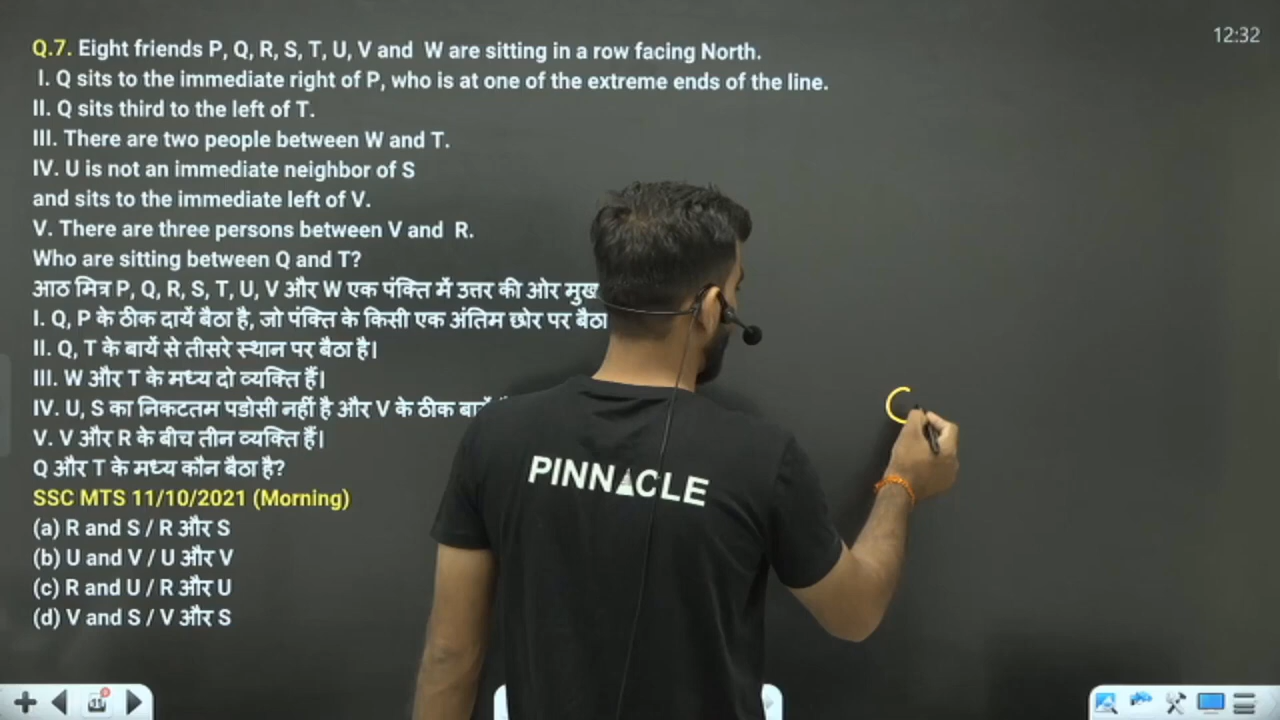 12:32
Q.7. Eight friends P, Q, R, S, T, U, V and W are sitting in a row facing North.
I. Q sits to the immediate right of P, who is at one of the extreme ends of the line.
II. Q sits third to the left of T.
III. There are two people between W and T.
IV. U is not an immediate neighbor of S
and sits to the immediate left of V.
V. There are three persons between V and R.
Who are sitting between Q and T?
आठ मित्र P, Q, R, S, T, U, V और W एक पंक्ति में उत्तर की ओर
I. Q, P के ठीक दायें बैठा है, जो पंक्ति के किसी एक अंतिम छोर पर बैठा
II. Q, T के बायें से तीसरे स्थान पर बैठा है।
III. W और T के मध्य दो व्यक्ति हैं।
IV. U, S का निकटतम पडोसी नहीं है और V के ठीक
V. V और R के बीच तीन व्यक्ति हैं।
Q और T के मध्य कौन बैठा है?
SSC MTS 11/10/2021 (Morning)
(a) R and S / R और S
(b) U and V / U और V
(c) R and U / R और U
(d) V and S / V और S
PINNACLE